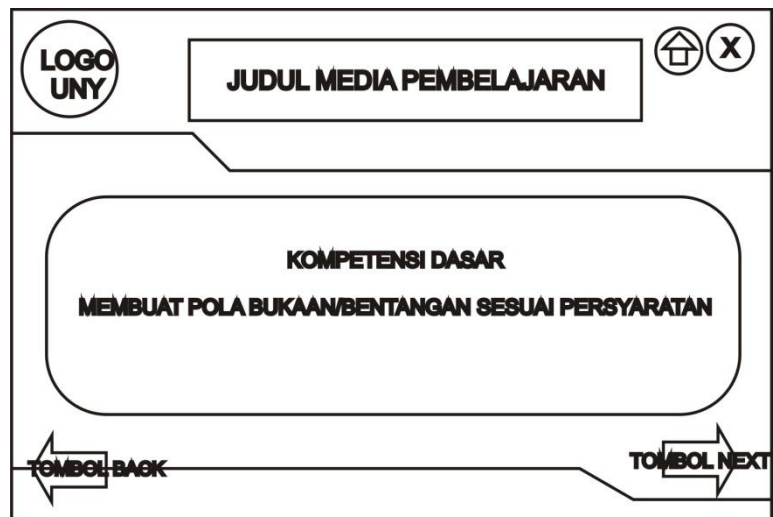 LOGO
UNY
JUDUL MEDIA PEMBELAJARAN
X
KOMPETENSI DASAR
MEMBUAT POLA BUKAAN/BENTANGAN SESUAI PERSYARATAN
TOMBOL BACK
TOMBOL NEXT